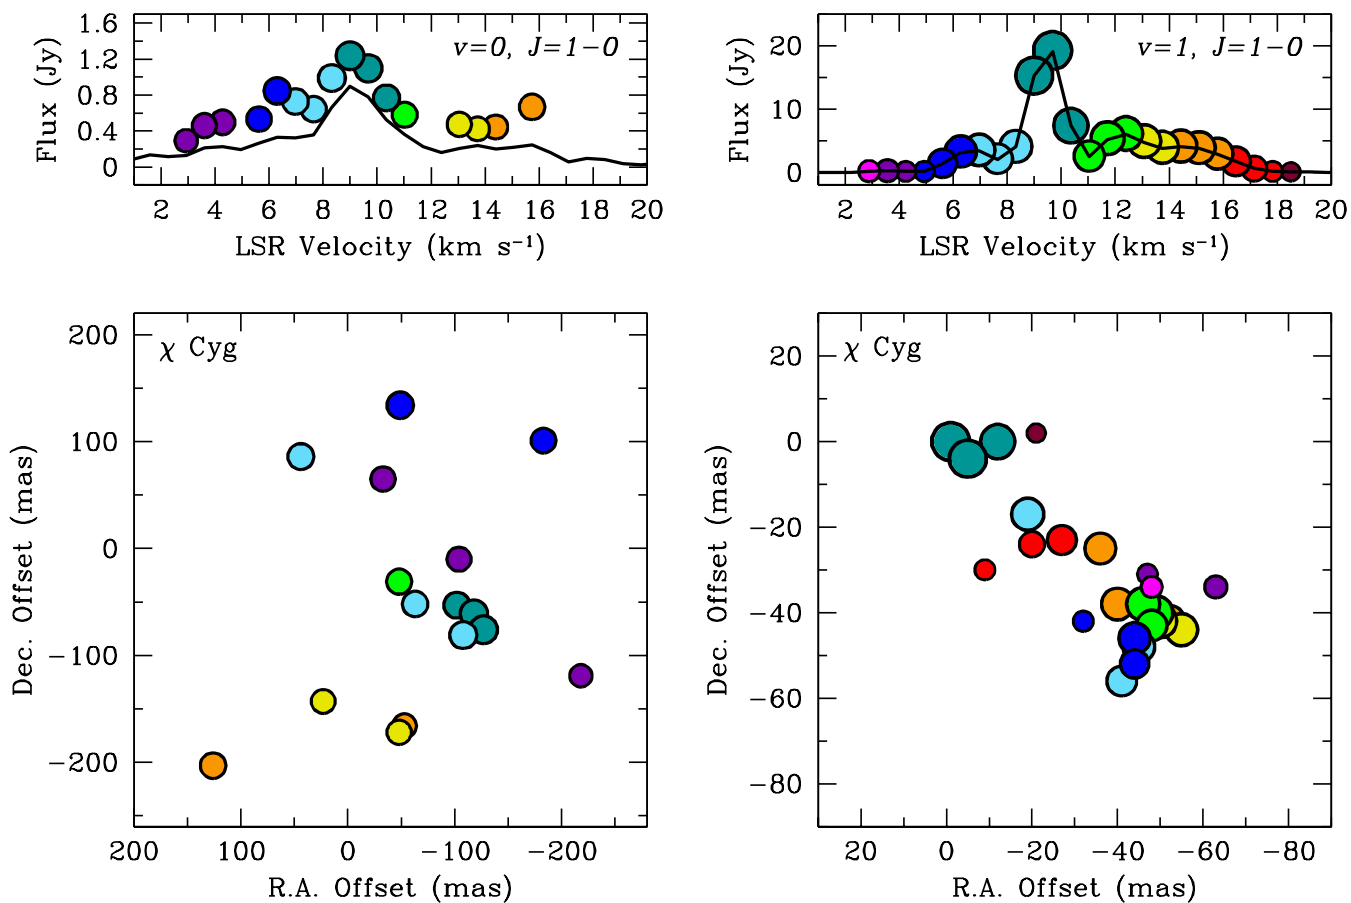 v=0, J=1−0
1.6
1.2
0.8
0.4
0
Flux (Jy)
2 4 6 8 10 12 14 16 18 20
LSR Velocity (km s⁻¹)
v=1, J=1−0
20
10
0
Flux (Jy)
2 4 6 8 10 12 14 16 18 20
LSR Velocity (km s⁻¹)
χ Cyg
200
100
0
−100
−200
Dec. Offset (mas)
200 100 0 −100 −200
R.A. Offset (mas)
χ Cyg
20
0
−20
−40
−60
−80
Dec. Offset (mas)
20 0 −20 −40 −60 −80
R.A. Offset (mas)